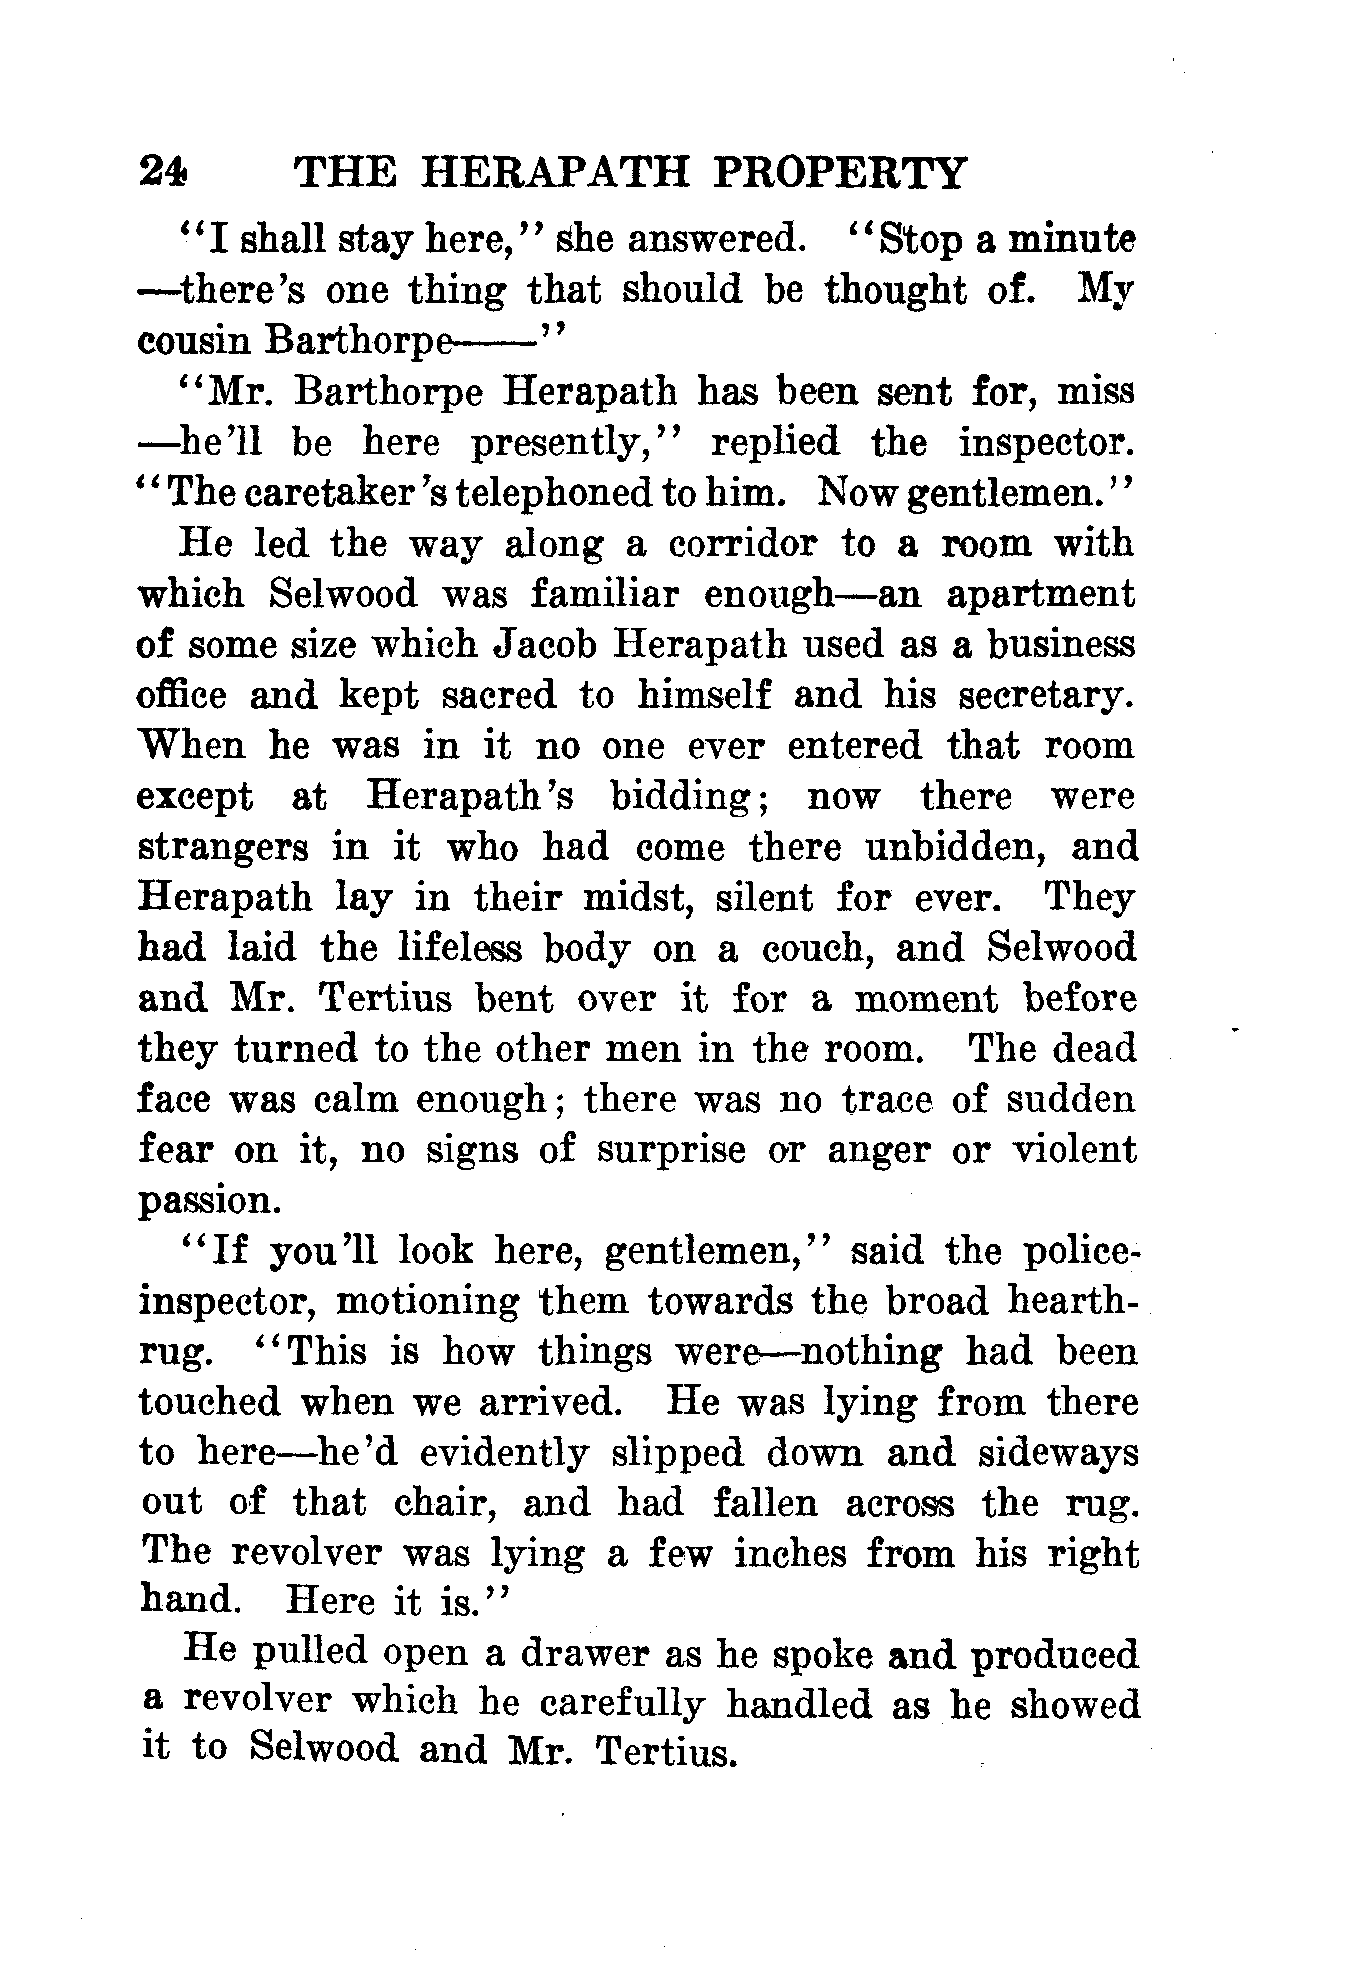 24 THE HERAPATH PROPERTY
"I shall stay here," she answered. "Stop a minute
—there's one thing that should be thought of. My
cousin Barthorpe——"
"Mr. Barthorpe Herapath has been sent for, miss
—he'll be here presently," replied the inspector.
"The caretaker's telephoned to him. Now gentlemen."
He led the way along a corridor to a room with
which Selwood was familiar enough—an apartment
of some size which Jacob Herapath used as a business
office and kept sacred to himself and his secretary.
When he was in it no one ever entered that room
except at Herapath's bidding; now there were
strangers in it who had come there unbidden, and
Herapath lay in their midst, silent for ever. They
had laid the lifeless body on a couch, and Selwood
and Mr. Tertius bent over it for a moment before
they turned to the other men in the room. The dead
face was calm enough; there was no trace of sudden
fear on it, no signs of surprise or anger or violent
passion.
"If you'll look here, gentlemen," said the police-
inspector, motioning them towards the broad hearth-
rug. "This is how things were—nothing had been
touched when we arrived. He was lying from there
to here—he'd evidently slipped down and sideways
out of that chair, and had fallen across the rug.
The revolver was lying a few inches from his right
hand. Here it is."
He pulled open a drawer as he spoke and produced
a revolver which he carefully handled as he showed
it to Selwood and Mr. Tertius.